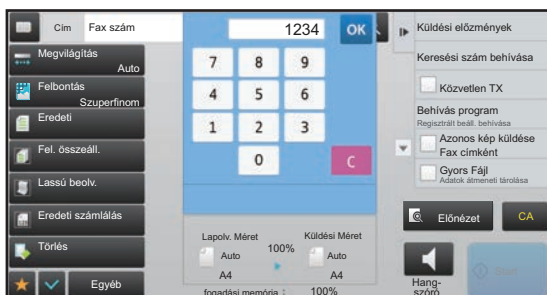 Cím Fax szám
1234 OK
Megvilágítás
Auto
Felbontás
Szuperfinom
Eredeti
Fel. összeáll.
Lassú beolv.
Eredeti számlálás
Törlés
Egyéb
7 8 9
4 5 6
1 2 3
0 C
Lapolv. Méret
Küldési Méret
100%
Auto
Auto
A4
A4
fogadási memória : 100%
Küldési előzmények
Keresési szám behívása
Közvetlen TX
Behívás program
Regisztrált beáll. behívása
Azonos kép küldése
Fax címként
Gyors Fájl
Adatok átmeneti tárolása
Előnézet
CA
Hang-
szóró
Start